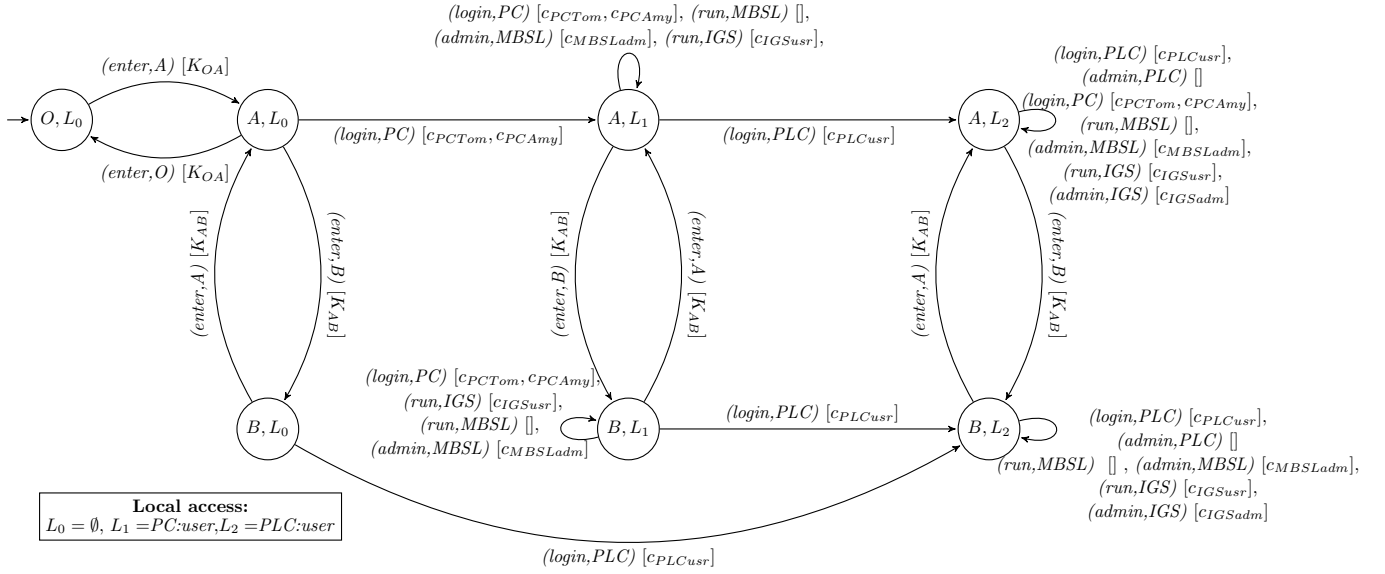 (login,PC) [c_PCTom, c_PCAmy], (run,MBSL) [],
(admin,MBSL) [c_MBSLadm], (run,IGS) [c_IGSusr],
(enter,A) [K_OA]
O, L_0
A, L_0
(enter,O) [K_OA]
(login,PC) [c_PCTom, c_PCAmy]
A, L_1
(login,PLC) [c_PLCusr]
A, L_2
(login,PLC) [c_PLCusr],
(admin,PLC) []
(login,PC) [c_PCTom, c_PCAmy],
(run,MBSL) [],
(admin,MBSL) [c_MBSLadm],
(run,IGS) [c_IGSusr],
(admin,IGS) [c_IGSadm]
(enter,A) [K_AB]
(enter,B) [K_AB]
(enter,B) [K_AB]
(enter,A) [K_AB]
(enter,A) [K_AB]
(enter,B) [K_AB]
B, L_0
(login,PC) [c_PCTom, c_PCAmy],
(run,IGS) [c_IGSusr],
(run,MBSL) [],
(admin,MBSL) [c_MBSLadm]
B, L_1
(login,PLC) [c_PLCusr]
B, L_2
(login,PLC) [c_PLCusr],
(admin,PLC) []
(run,MBSL) [] , (admin,MBSL) [c_MBSLadm],
(run,IGS) [c_IGSusr],
(admin,IGS) [c_IGSadm]
(login,PLC) [c_PLCusr]
Local access:
L_0 = ∅, L_1 =PC:user,L_2 =PLC:user